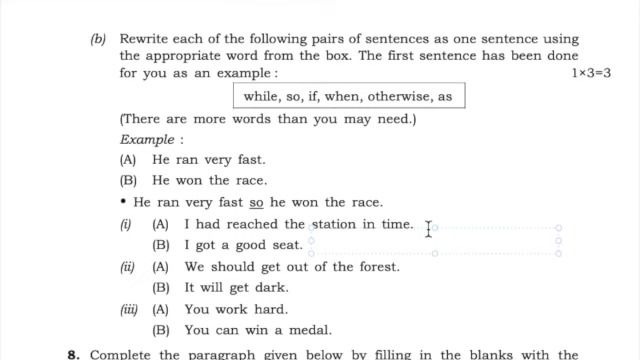 (b) Rewrite each of the following pairs of sentences as one sentence using
the appropriate word from the box. The first sentence has been done
for you as an example : 1×3=3
while, so, if, when, otherwise, as
(There are more words than you may need.)
Example :
(A) He ran very fast.
(B) He won the race.
• He ran very fast so he won the race.
(i) (A) I had reached the station in time.
(B) I got a good seat.
(ii) (A) We should get out of the forest.
(B) It will get dark.
(iii) (A) You work hard.
(B) You can win a medal.
8. Complete the paragraph given below by filling in the blanks with the